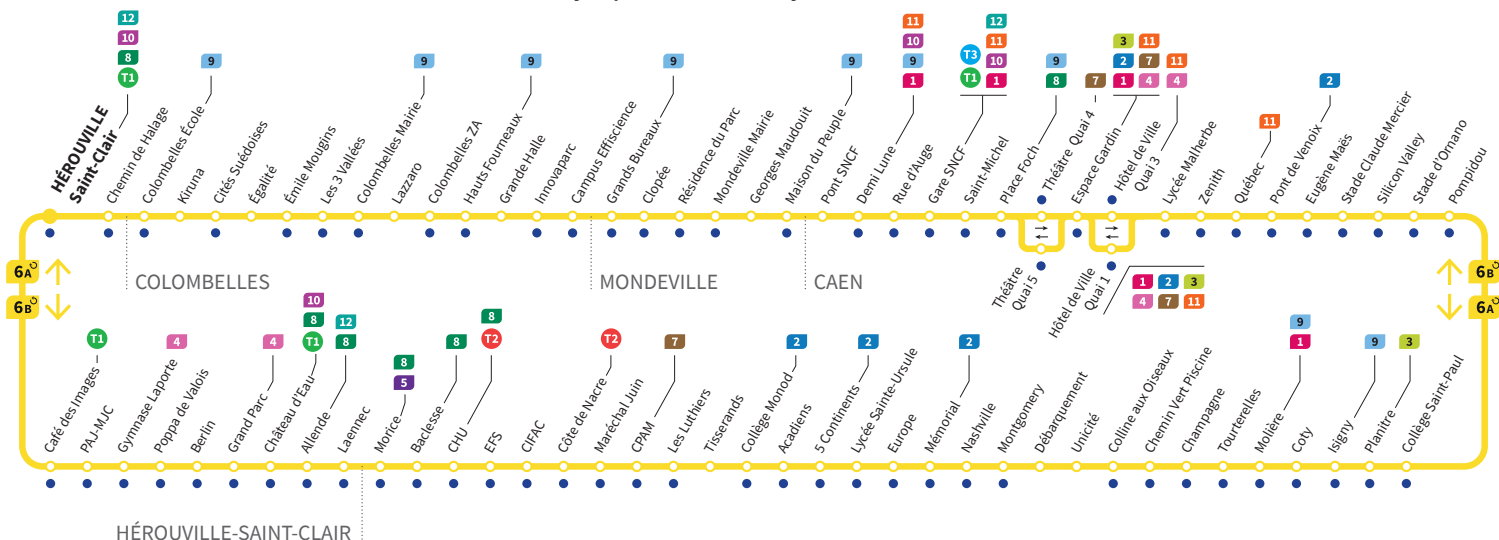 12
10
8
T1
9
9
9
9
9
11
10
9
1
T3
T1
12
11
10
1
9
8
7
3
2
1
11
7
4
11
4
11
2
HÉROUVILLE
Saint-Clair
Chemin de Halage
Colombelles École
Kiruna
Cités Suédoises
Égalité
Émile Mougins
Les 3 Vallées
Colombelles Mairie
Lazzaro
Colombelles ZA
Hauts Fourneaux
Grande Halle
Innovaparc
Campus Effiscience
Grands Bureaux
Clopée
Résidence du Parc
Mondeville Mairie
Georges Maudouit
Maison du Peuple
Pont SNCF
Demi Lune
Rue d'Auge
Gare SNCF
Saint-Michel
Place Foch
Théâtre Quai 4
Espace Gardin
Hôtel de Ville
Quai 3
Lycée Malherbe
Zenith
Québec
Pont de Venoix
Eugène Maës
Stade Claude Mercier
Silicon Valley
Stade d'Ornano
Pompidou
COLOMBELLES
MONDEVILLE
CAEN
Théâtre
Quai 5
Hôtel de Ville
Quai 1
1 2 3
4 7 11
6A
6B
6B
6A
T1
4
4
10
8
T1
12
8
8
5
8
8
T2
T2
7
2
2
2
9
1
9
3
Café des Images
PAJ-MJC
Gymnase Laporte
Poppa de Valois
Berlin
Grand Parc
Château d'Eau
Allende
Laennec
Morice
Baclesse
CHU
EFS
CIFAC
Côte de Nacre
Maréchal Juin
CPAM
Les Luthiers
Tisserands
Collège Monod
Acadiens
5 Continents
Lycée Sainte-Ursule
Europe
Mémorial
Nashville
Montgomery
Débarquement
Unicité
Colline aux Oiseaux
Chemin Vert Piscine
Champagne
Tourterelles
Molière
Coty
Isigny
Planitre
Collège Saint-Paul
HÉROUVILLE-SAINT-CLAIR